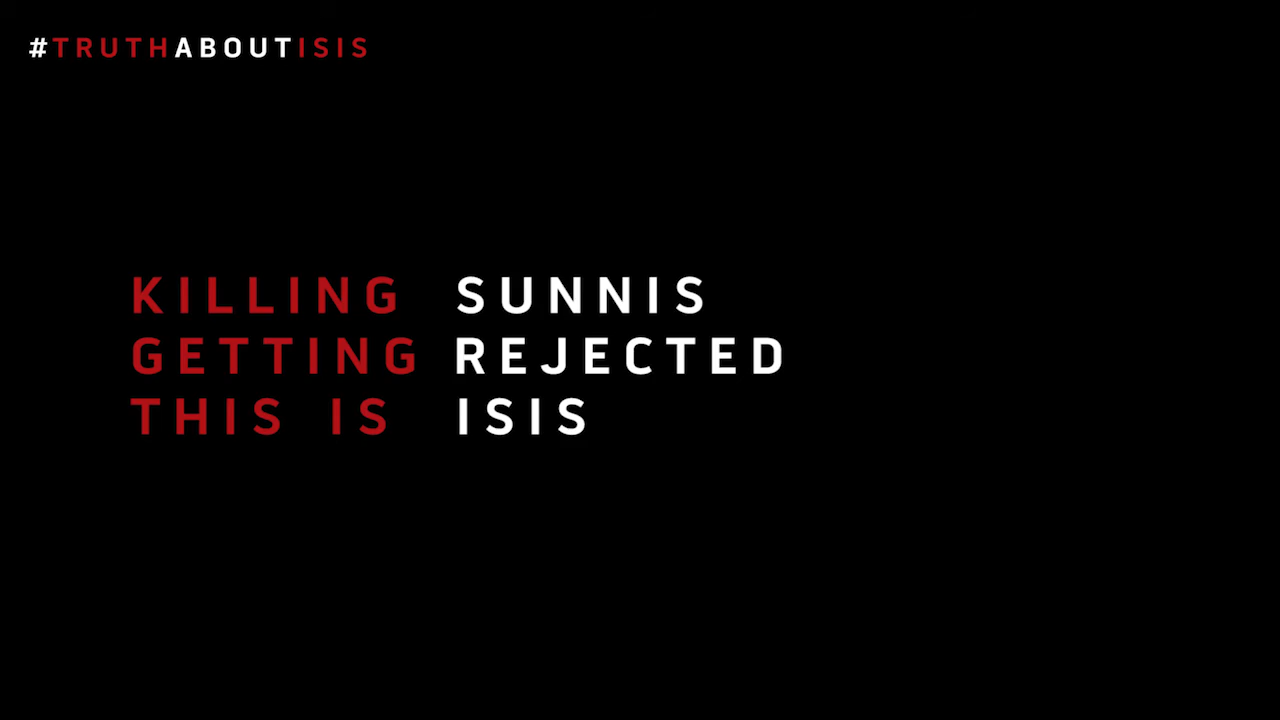 #TRUTHABOUTISIS
KILLING SUNNIS
GETTING REJECTED
THIS IS ISIS